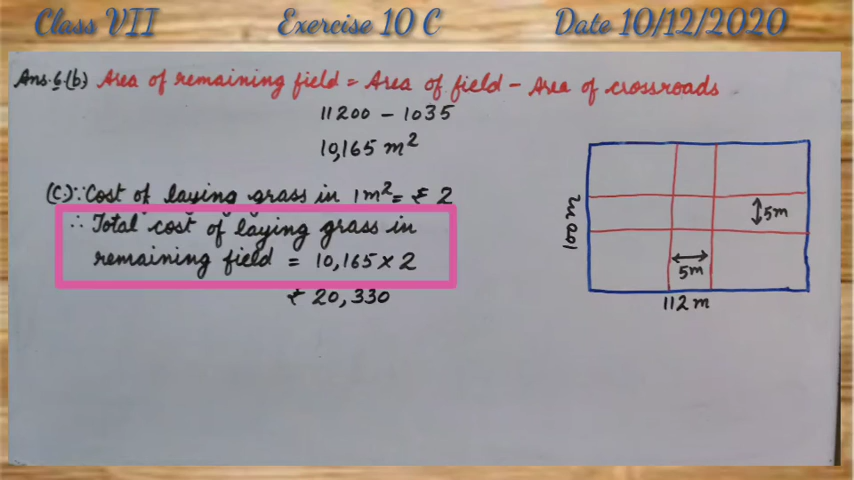 Class VII Exercise 10 C Date 10/12/2020
Ans.6.(b) Area of remaining field = Area of field - Area of crossroads
11200 - 1035
10,165 m²
(C.) ∵ Cost of laying grass in 1m² = ₹ 2
∴ Total cost of laying grass in
remaining field = 10,165 × 2
₹ 20,330
100m
5m
5m
112 m